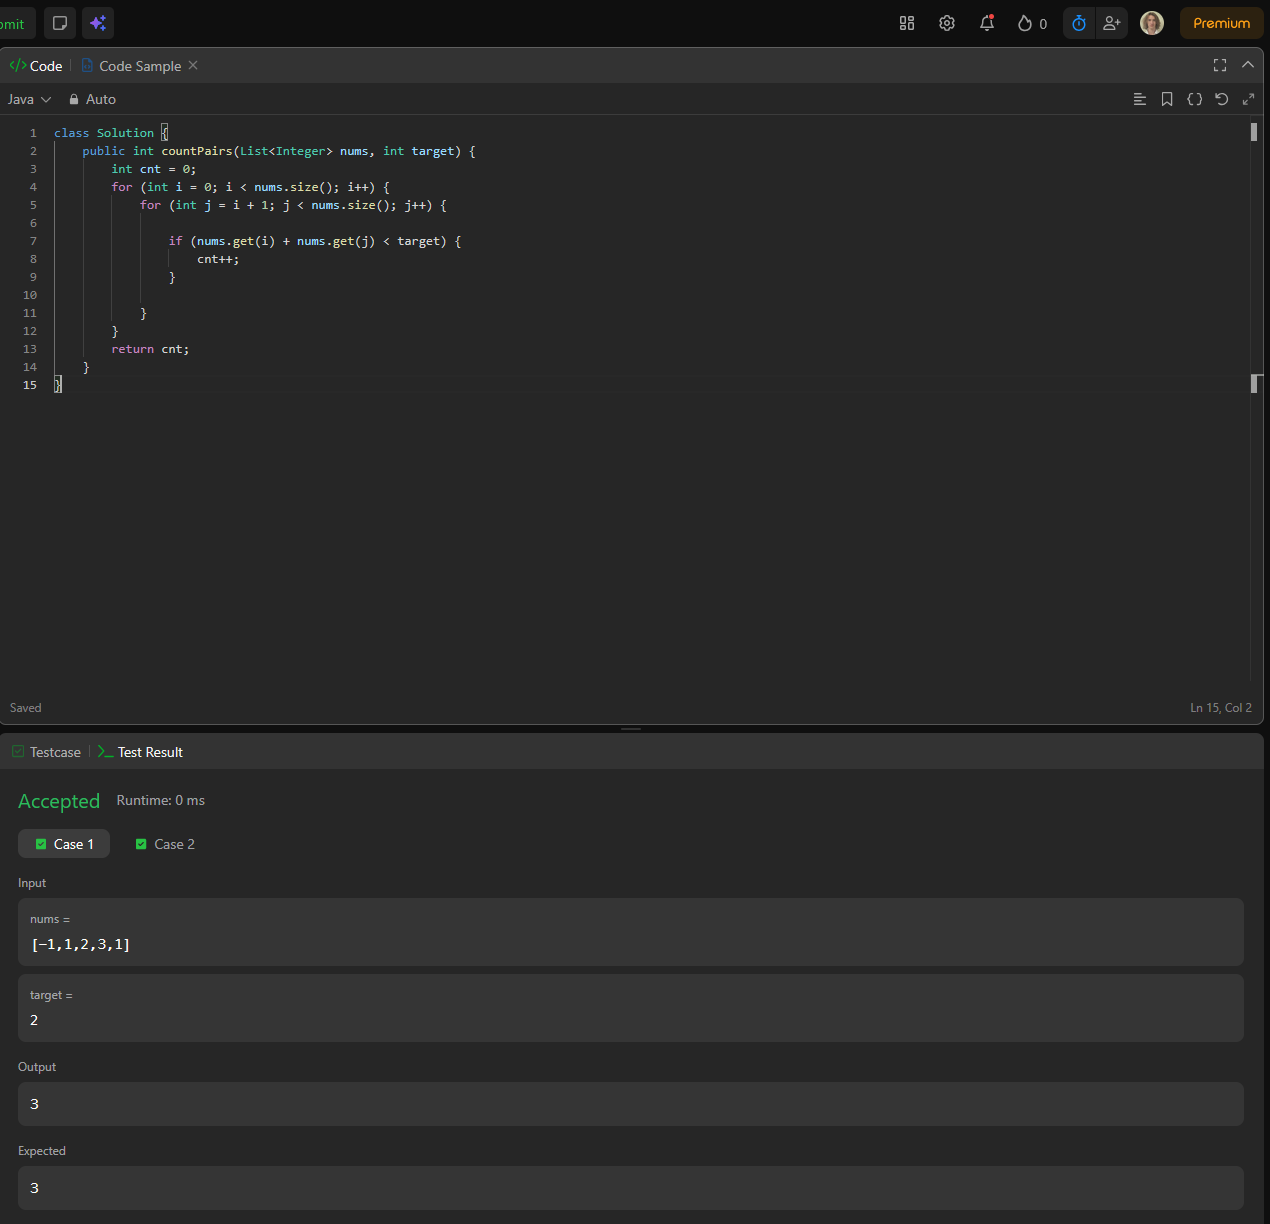 omit
0
Premium
Code
Code Sample
Java
Auto
1 class Solution {
2 public int countPairs(List<Integer> nums, int target) {
3 int cnt = 0;
4 for (int i = 0; i < nums.size(); i++) {
5 for (int j = i + 1; j < nums.size(); j++) {
6
7 if (nums.get(i) + nums.get(j) < target) {
8 cnt++;
9 }
10
11 }
12 }
13 return cnt;
14 }
15 }
Saved
Ln 15, Col 2
Testcase
Test Result
Accepted
Runtime: 0 ms
Case 1
Case 2
Input
nums =
[-1,1,2,3,1]
target =
2
Output
3
Expected
3